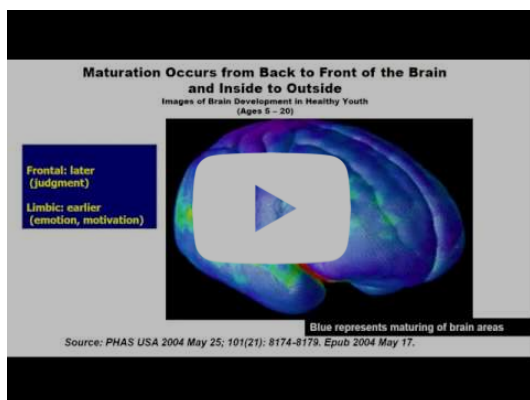 Maturation Occurs from Back to Front of the Brain
and Inside to Outside
Images of Brain Development in Healthy Youth
(Ages 5 – 20)
Frontal: later
(judgment)
Limbic: earlier
(emotion, motivation)
Blue represents maturing of brain areas
Source: PHAS USA 2004 May 25; 101(21): 8174-8179. Epub 2004 May 17.